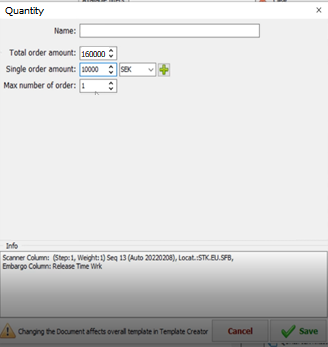 Quantity
Name:
Total order amount: 160000
Single order amount: 10000 SEK
Max number of order: 1
Info
Scanner Column: (Step:1, Weight:1) Seq 13 (Auto 20220208), Locat.:STK.EU.SFB,
Embargo Column: Release Time Wrk
Changing the Document affects overall template in Template Creator
Cancel
Save